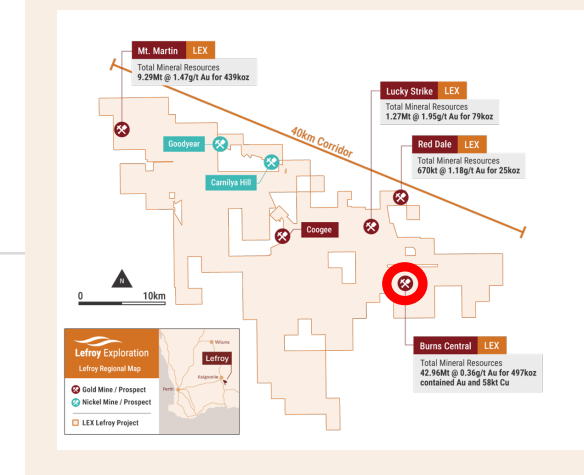 Mt. Martin LEX
Total Mineral Resources
9.29Mt @ 1.47g/t Au for 439koz
Lucky Strike LEX
Total Mineral Resources
1.27Mt @ 1.95g/t Au for 79koz
40km Corridor
Goodyear
Red Dale LEX
Total Mineral Resources
670kt @ 1.18g/t Au for 25koz
Carnilya Hill
Coogee
N
0 10km
Burns Central LEX
Total Mineral Resources
42.96Mt @ 0.36g/t Au for 497koz
contained Au and 58kt Cu
Lefroy Exploration
Lefroy Regional Map
Gold Mine / Prospect
Nickel Mine / Prospect
LEX Lefroy Project
Wiluna
Lefroy
Kalgoorlie
Perth